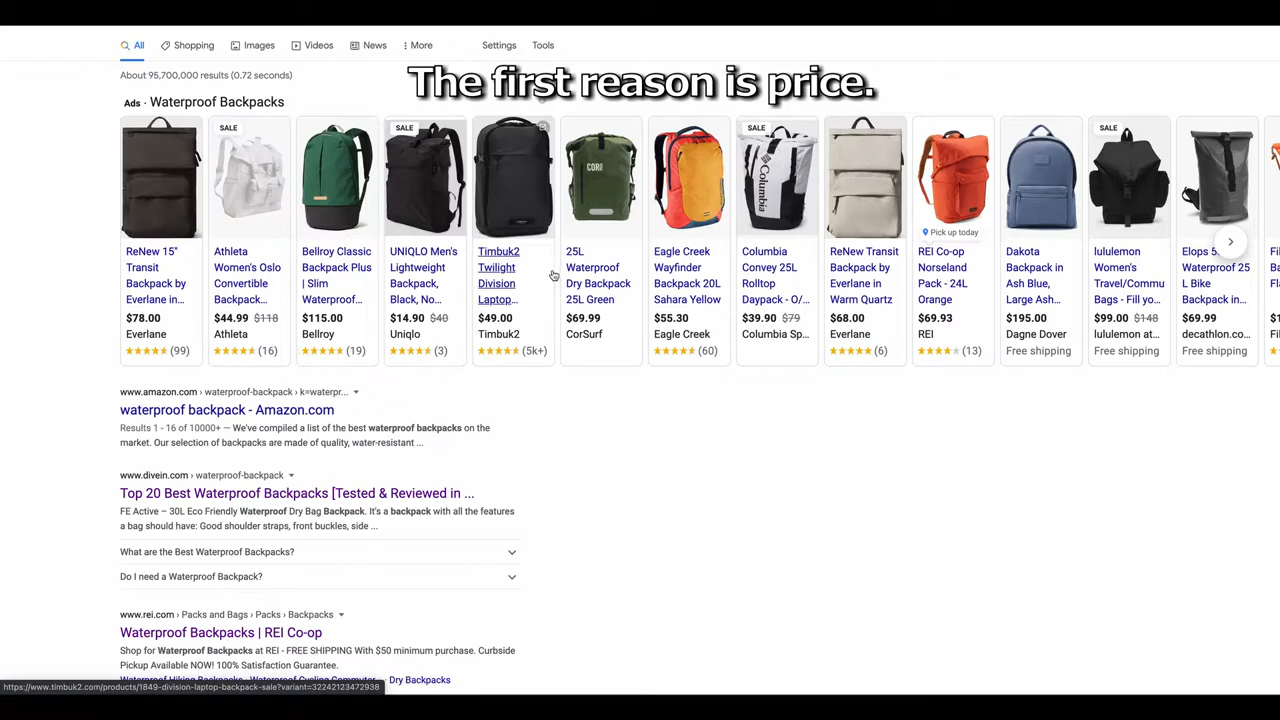 All
Shopping
Images
Videos
News
More
Settings
Tools
About 95,700,000 results (0.72 seconds)
The first reason is price.
Ads · Waterproof Backpacks
SALE
SALE
CORII
SALE
Columbia
SALE
Pick up today
ReNew 15"
Transit
Backpack by
Everlane in...
$78.00
Everlane
(99)
Athleta
Women's Oslo
Convertible
Backpack...
$44.99 $118
Athleta
(16)
Bellroy Classic
Backpack Plus
| Slim
Waterproof...
$115.00
Bellroy
(19)
UNIQLO Men's
Lightweight
Backpack,
Black, No...
$14.90 $40
Uniqlo
(3)
Timbuk2
Twilight
Division
Laptop...
$49.00
Timbuk2
(5k+)
25L
Waterproof
Dry Backpack
25L Green
$69.99
CorSurf
Eagle Creek
Wayfinder
Backpack 20L
Sahara Yellow
$55.30
Eagle Creek
(60)
Columbia
Convey 25L
Rolltop
Daypack - O/...
$39.90 $79
Columbia Sp...
ReNew Transit
Backpack by
Everlane in
Warm Quartz
$68.00
Everlane
(6)
REI Co-op
Norseland
Pack - 24L
Orange
$69.93
REI
(13)
Dakota
Backpack in
Ash Blue,
Large Ash...
$195.00
Dagne Dover
Free shipping
lululemon
Women's
Travel/Commu
Bags - Fill yo...
$99.00 $148
lululemon at...
Free shipping
Elops
Waterproof 25
L Bike
Backpack in...
$69.99
decathlon.co...
Free shipping
www.amazon.com › waterproof-backpack › k=waterpr...
waterproof backpack - Amazon.com
Results 1 - 16 of 10000+ — We've compiled a list of the best waterproof backpacks on the
market. Our selection of backpacks are made of quality, water-resistant ...
www.divein.com › waterproof-backpack
Top 20 Best Waterproof Backpacks [Tested & Reviewed in ...
FE Active – 30L Eco Friendly Waterproof Dry Bag Backpack. It's a backpack with all the features
a bag should have: Good shoulder straps, front buckles, side ...
What are the Best Waterproof Backpacks?
Do I need a Waterproof Backpack?
www.rei.com › Packs and Bags › Packs › Backpacks
Waterproof Backpacks | REI Co-op
Shop for Waterproof Backpacks at REI - FREE SHIPPING With $50 minimum purchase. Curbside
Pickup Available NOW! 100% Satisfaction Guarantee.
Waterproof Hiking Backpacks · Waterproof Cycling Commuter... · Dry Backpacks
https://www.timbuk2.com/products/1849-division-laptop-backpack-sale?variant=32242123472938